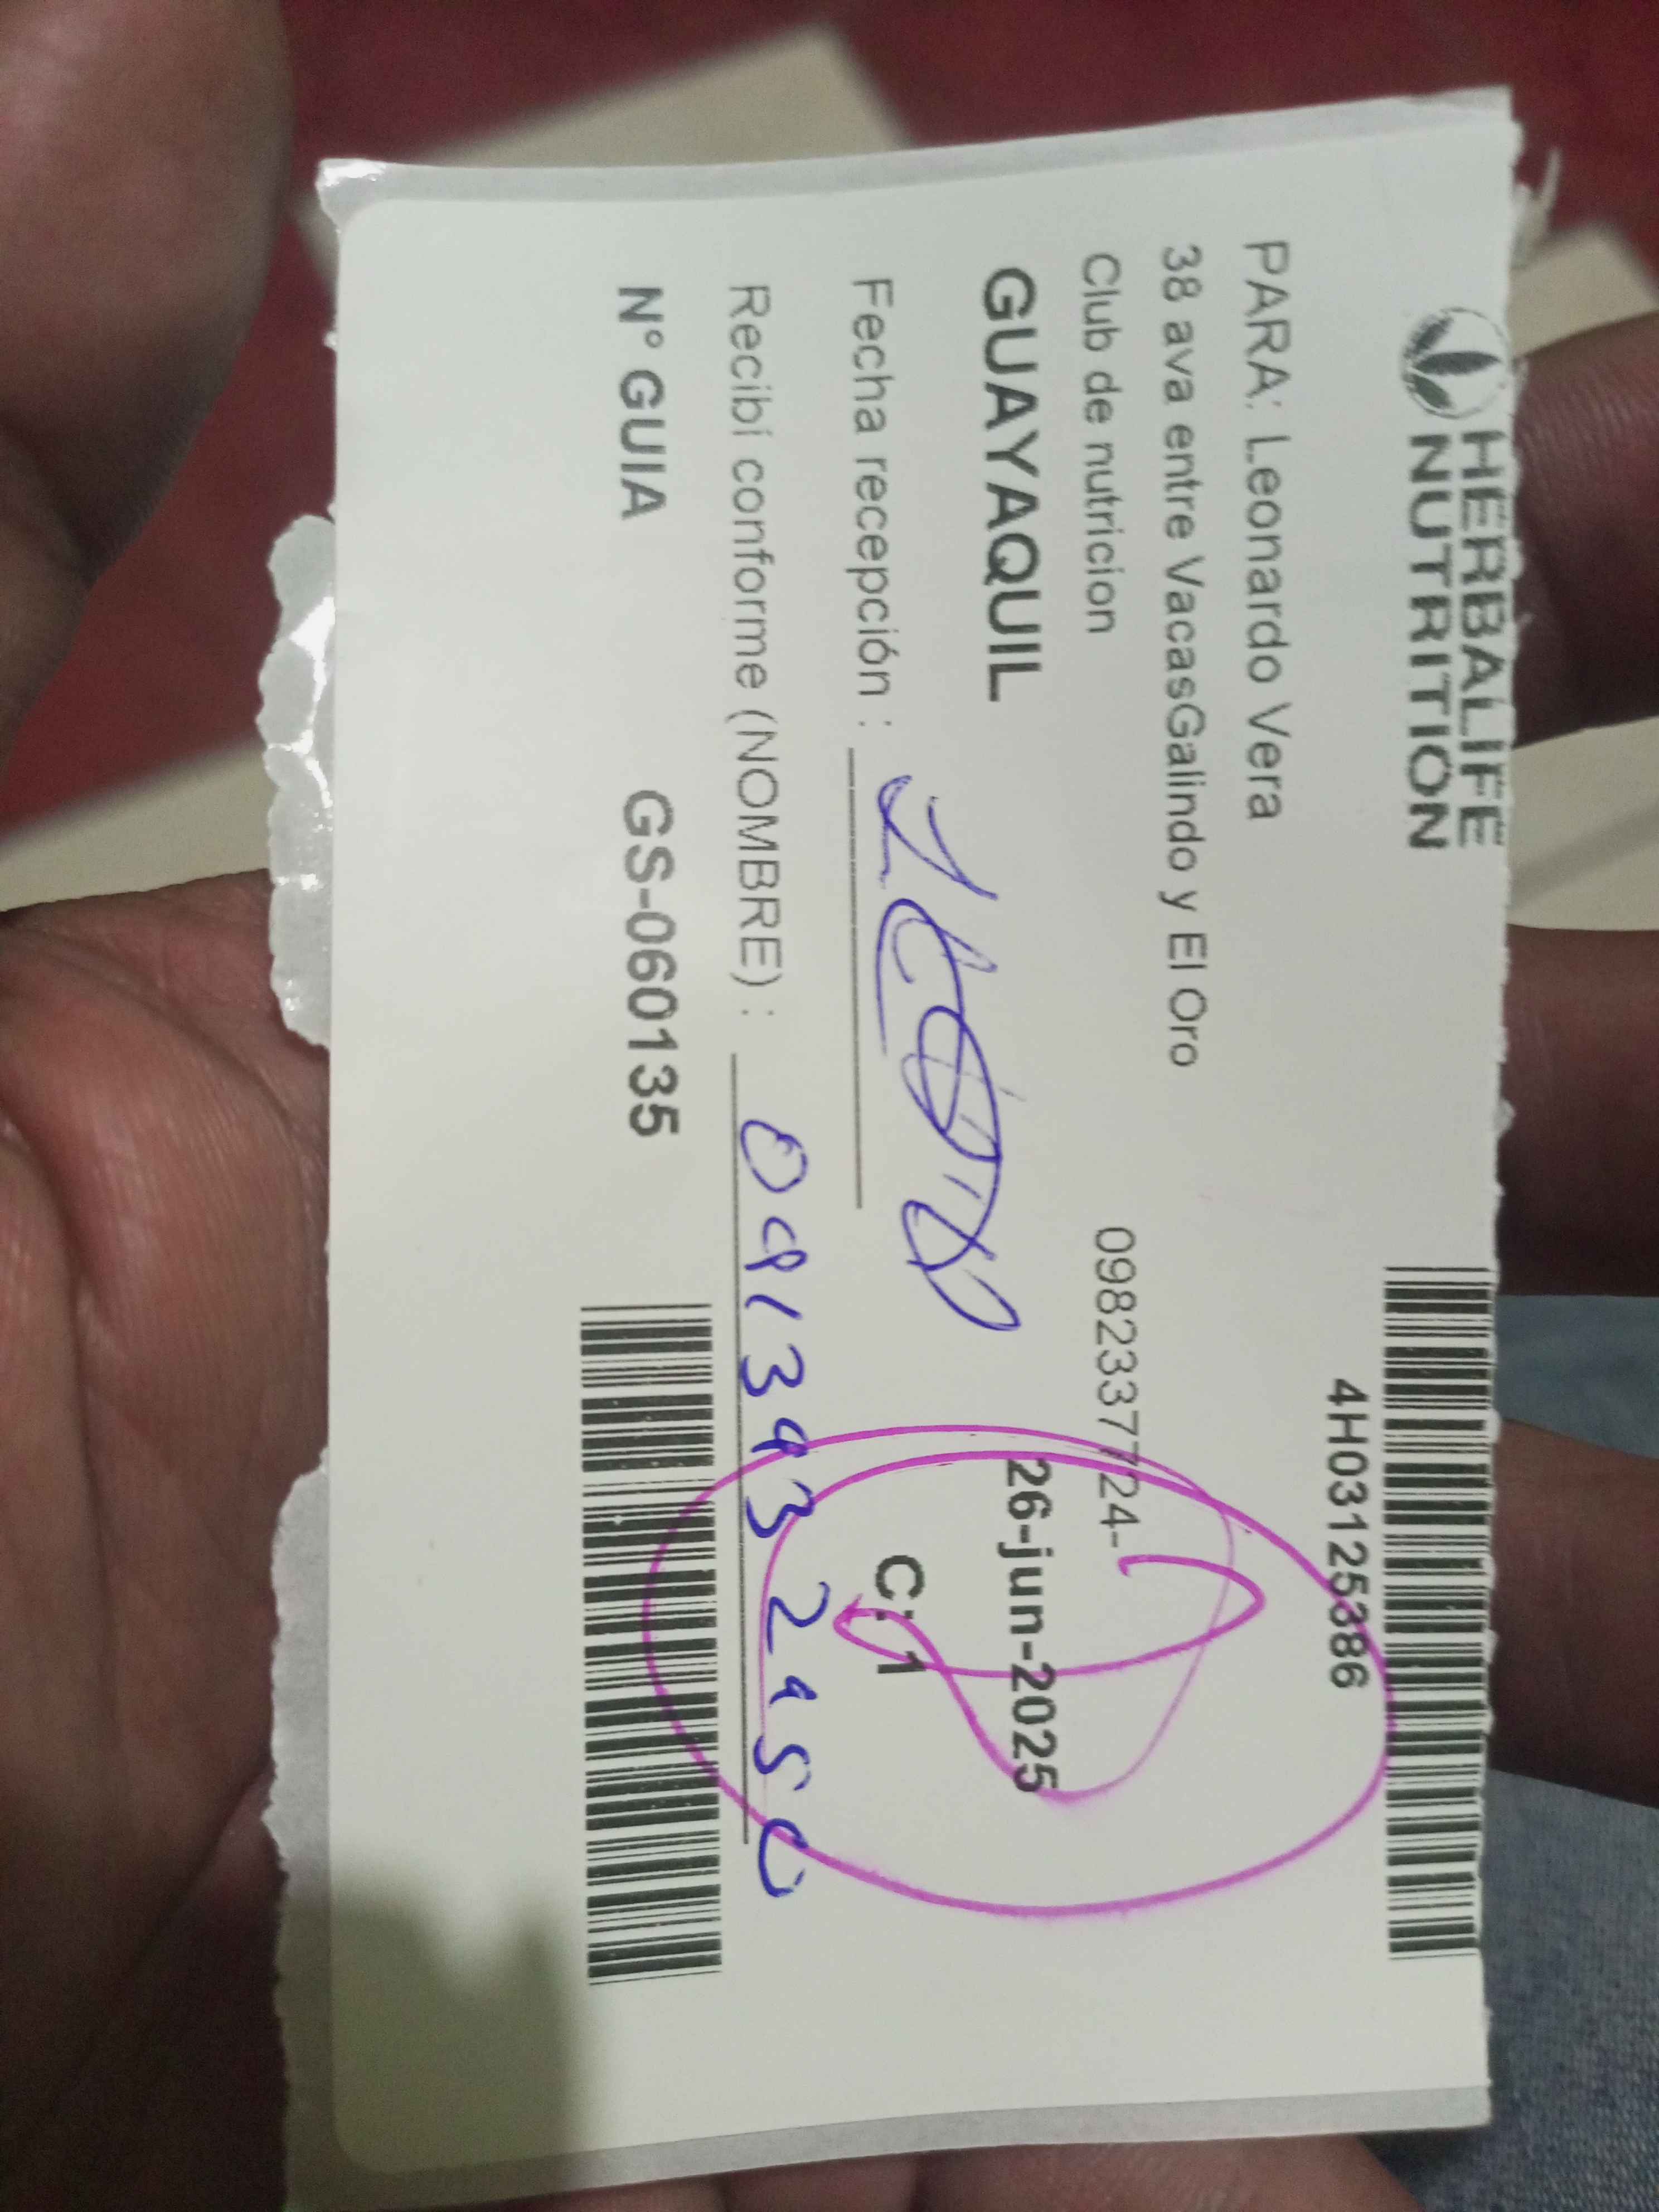 HERBALIFE
NUTRITION
4H03125386
PARA: Leonardo Vera
38 ava entre VacasGalindo y El Oro
Club de nutricion
0982337724-
GUAYAQUIL
26-jun-2025
Fecha recepción :
C: 1
Recibí conforme (NOMBRE) : 0913932950
N° GUIA GS-060135